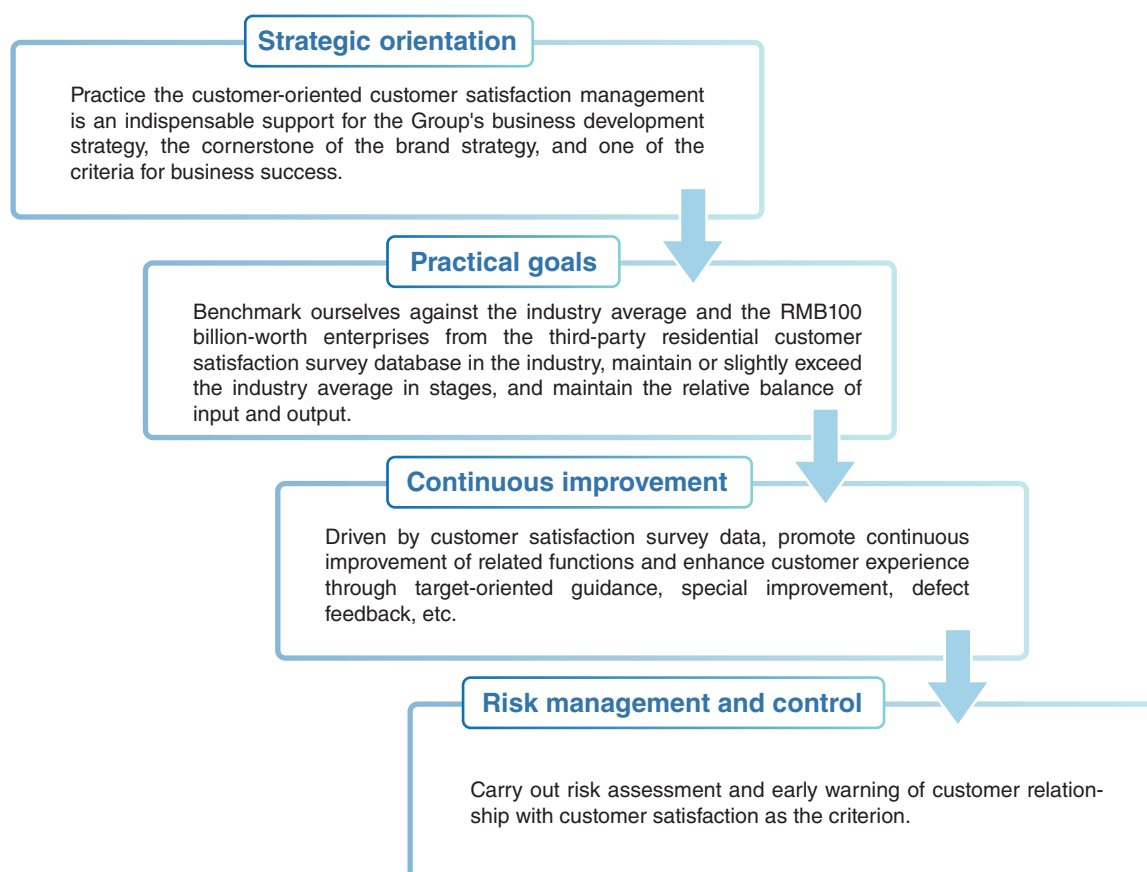 Strategic orientation
Practice the customer-oriented customer satisfaction management
is an indispensable support for the Group's business development
strategy, the cornerstone of the brand strategy, and one of the
criteria for business success.
Practical goals
Benchmark ourselves against the industry average and the RMB100
billion-worth enterprises from the third-party residential customer
satisfaction survey database in the industry, maintain or slightly exceed
the industry average in stages, and maintain the relative balance of
input and output.
Continuous improvement
Driven by customer satisfaction survey data, promote continuous
improvement of related functions and enhance customer experience
through target-oriented guidance, special improvement, defect
feedback, etc.
Risk management and control
Carry out risk assessment and early warning of customer relation-
ship with customer satisfaction as the criterion.